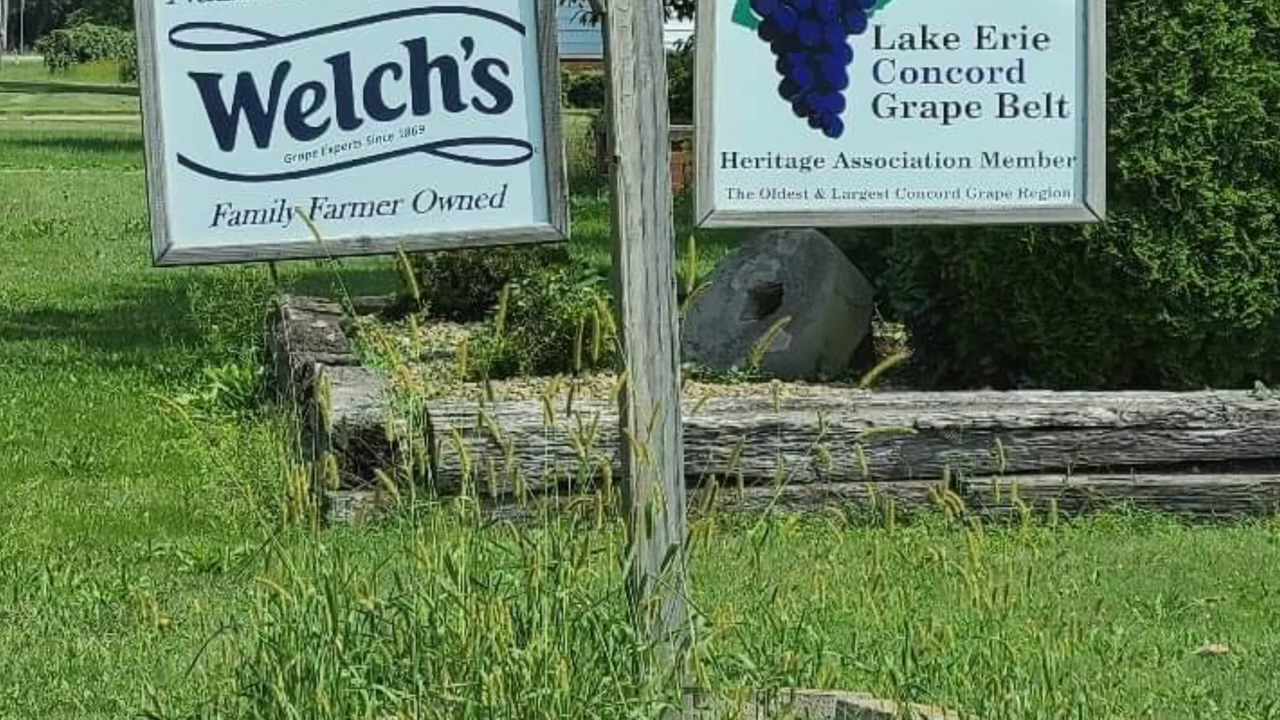 Welch's
Grape Experts Since 1869
Family Farmer Owned
Lake Erie
Concord
Grape Belt
Heritage Association Member
The Oldest & Largest Concord Grape Region